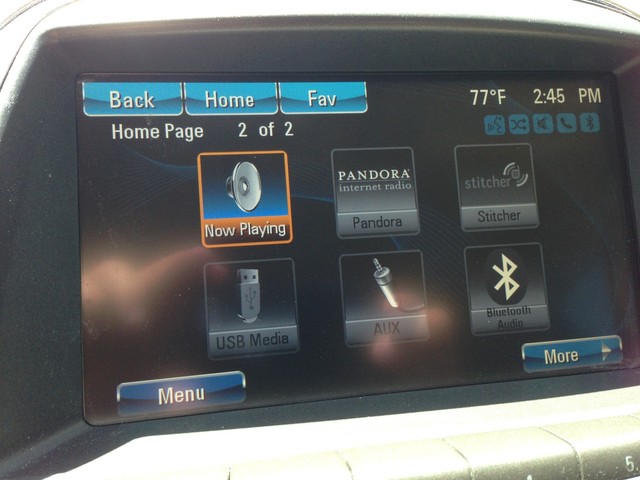 Back Home Fav 77°F 2:45 PM
Home Page 2 of 2
PANDORA
internet radio
stitcher
Now Playing Pandora Stitcher
USB Media AUX Bluetooth
Audio
More
Menu
5